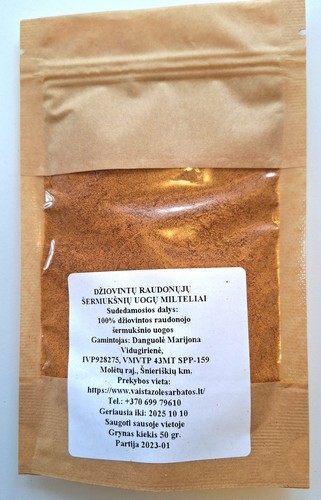 DŽIOVINTŲ RAUDONŲJŲ
ŠERMUKŠNIŲ UOGŲ MILTELIAI
Sudedamosios dalys:
100% džiovintos raudonojo
šermukšnio uogos
Gamintojas: Danguolė Marijona
Vidugirienė,
IVP928275, VMVTP 43MT SPP-159
Molėtų raj., Šnieriškių km.
Prekybos vieta:
https://www.vaistazolesarbatos.lt/
Tel.: +370 699 79610
Geriausia iki: 2025 10 10
Saugoti sausoje vietoje
Grynas kiekis 50 gr.
Partija 2023-01